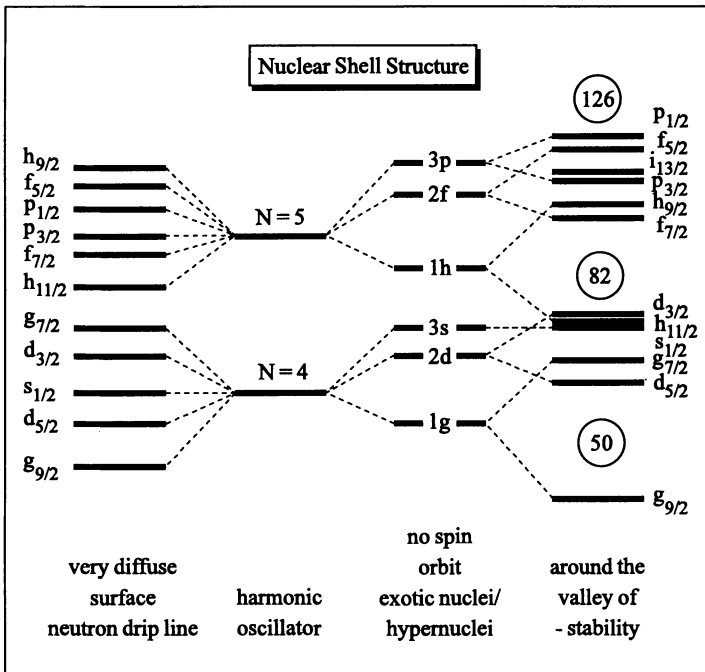 Nuclear Shell Structure
h9/2
f5/2
p1/2
p3/2
f7/2
h11/2
g7/2
d3/2
s1/2
d5/2
g9/2
N = 5
N = 4
3p
2f
1h
3s
2d
1g
126
p1/2
f5/2
i13/2
p3/2
h9/2
f7/2
82
d3/2
h11/2
s1/2
g7/2
d5/2
50
g9/2
very diffuse
surface
neutron drip line
harmonic
oscillator
no spin
orbit
exotic nuclei/
hypernuclei
around the
valley of
- stability